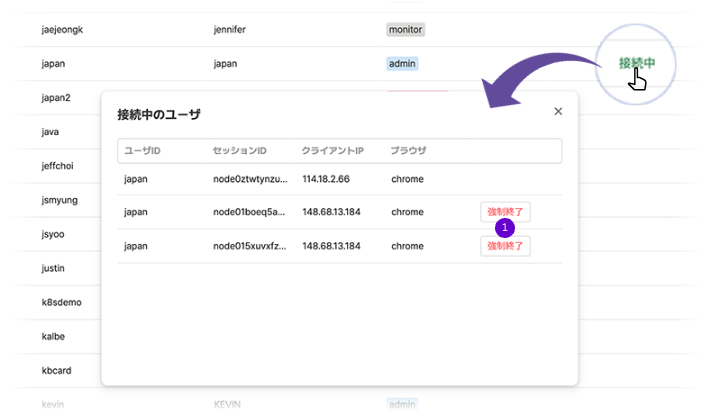 jaejeongk jennifer monitor
japan japan admin 接続中
japan2
接続中のユーザ ×
java
ユーザID セッションID クライアントIP ブラウザ
jeffchoi
japan node0ztwtynzu... 114.18.2.66 chrome
jsmyung
japan node01boeq5a... 148.68.13.184 chrome 強制終了
1
jsyoo
japan node015xuvxfz... 148.68.13.184 chrome 強制終了
justin
k8sdemo
kalbe
kbcard
kevin KEVIN admin